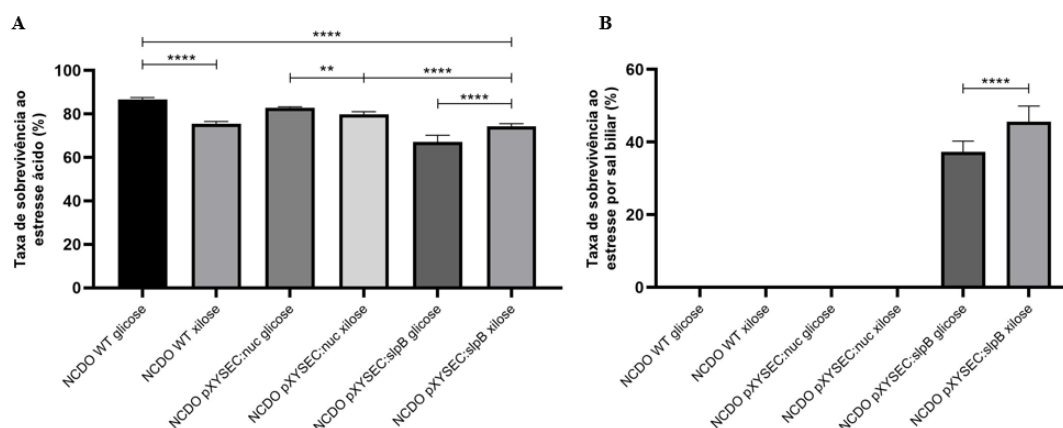 A
Taxa de sobrevivência ao
estresse ácido (%)
100
80
60
40
20
0
****
****
**
****
****
NCDO WT glicose
NCDO WT xilose
NCDO pXYSEC:nuc glicose
NCDO pXYSEC:nuc xilose
NCDO pXYSEC:slpB glicose
NCDO pXYSEC:slpB xilose
B
Taxa de sobrevivência ao
estresse por sal biliar (%)
60
40
20
0
****
NCDO WT glicose
NCDO WT xilose
NCDO pXYSEC:nuc glicose
NCDO pXYSEC:nuc xilose
NCDO pXYSEC:slpB glicose
NCDO pXYSEC:slpB xilose